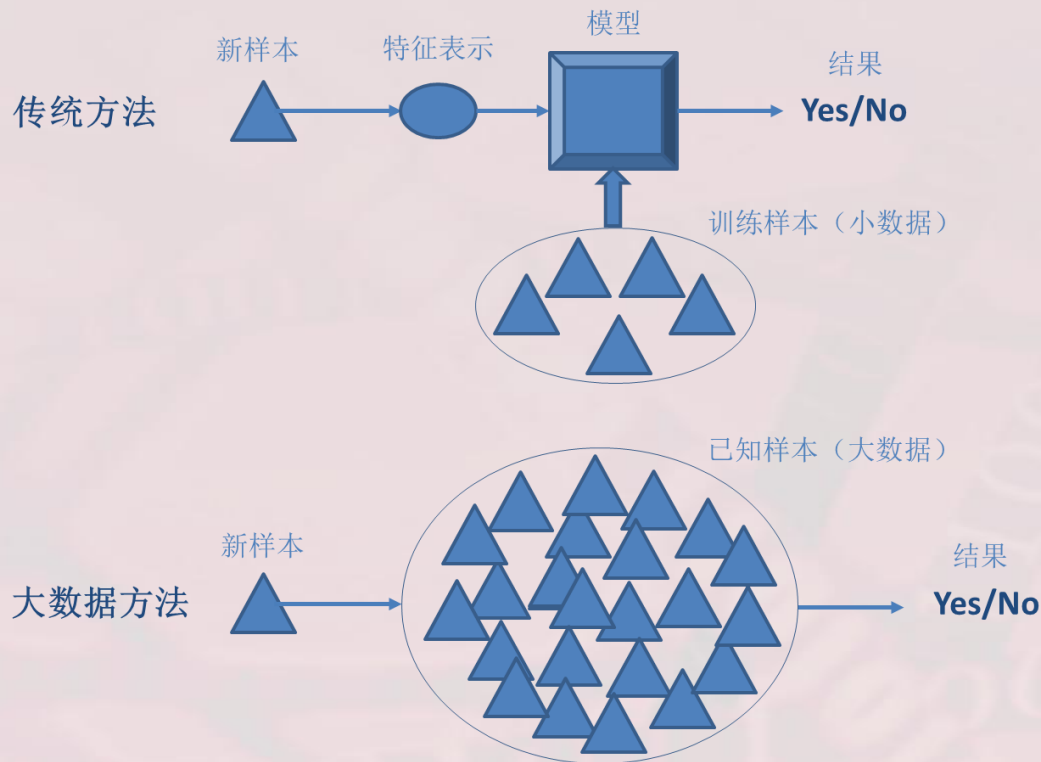 模型
新样本
特征表示
结果
传统方法
Yes/No
训练样本（小数据）
已知样本（大数据）
新样本
结果
大数据方法
Yes/No